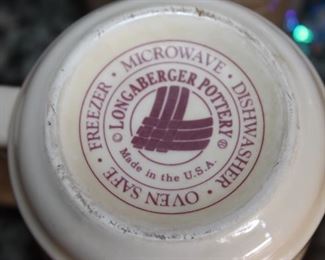 FREEZER • MICROWAVE • DISHWASHER • OVEN SAFE •
© LONGABERGER POTTERY ®
Made in the U.S.A.